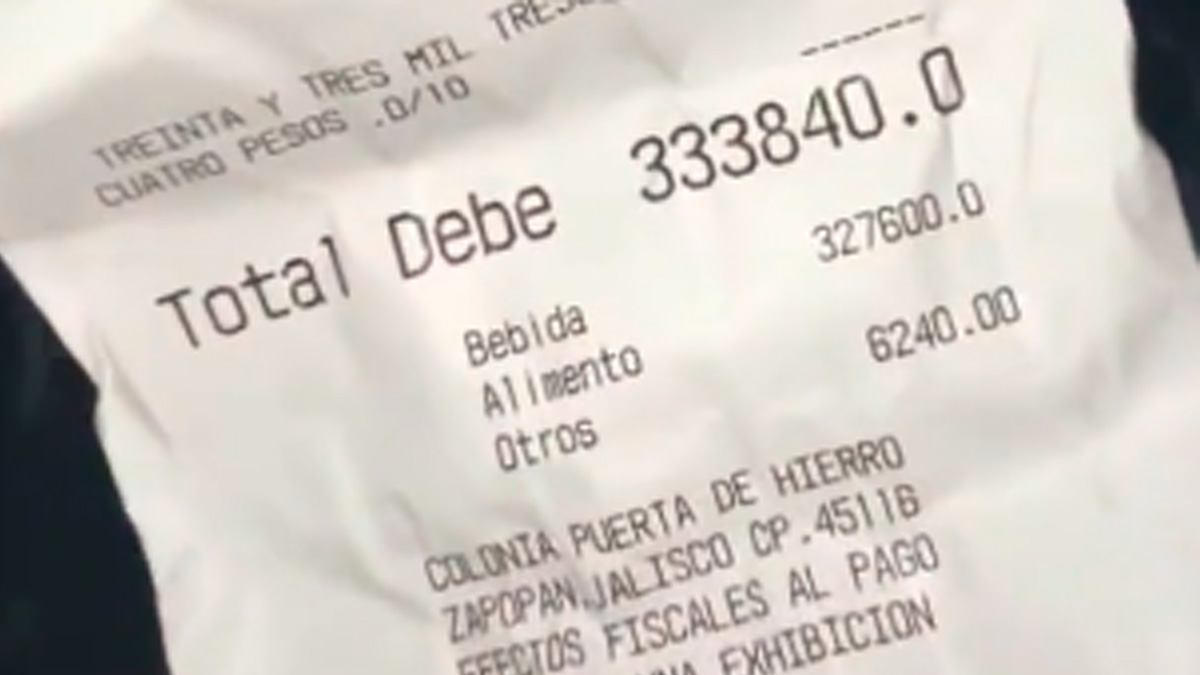 TREINTA Y TRES MIL
CUATRO PESOS .0/10
------
Total Debe 333840.0
Bebida 327600.0
Alimento 6240.00
Otros
COLONIA PUERTA DE HIERRO
ZAPOPAN,JALISCO CP.45116
EFECTOS FISCALES AL PAGO
EXHIBICION